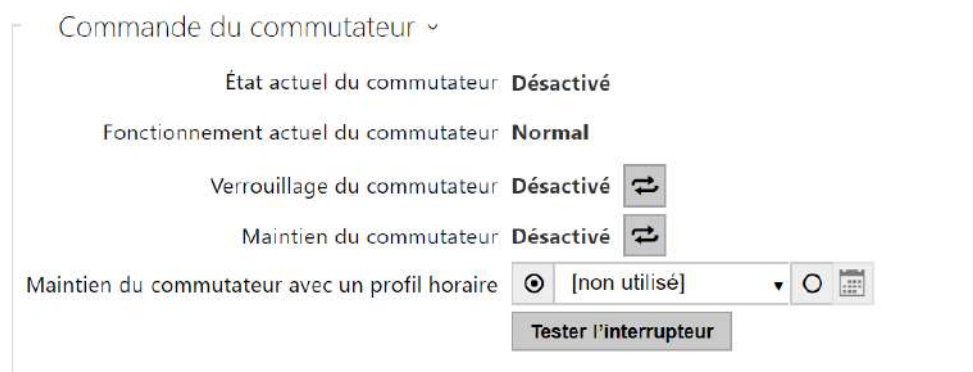 Commande du commutateur
État actuel du commutateur Désactivé
Fonctionnement actuel du commutateur Normal
Verrouillage du commutateur Désactivé
Maintien du commutateur Désactivé
Maintien du commutateur avec un profil horaire [non utilisé]
Tester l'interrupteur